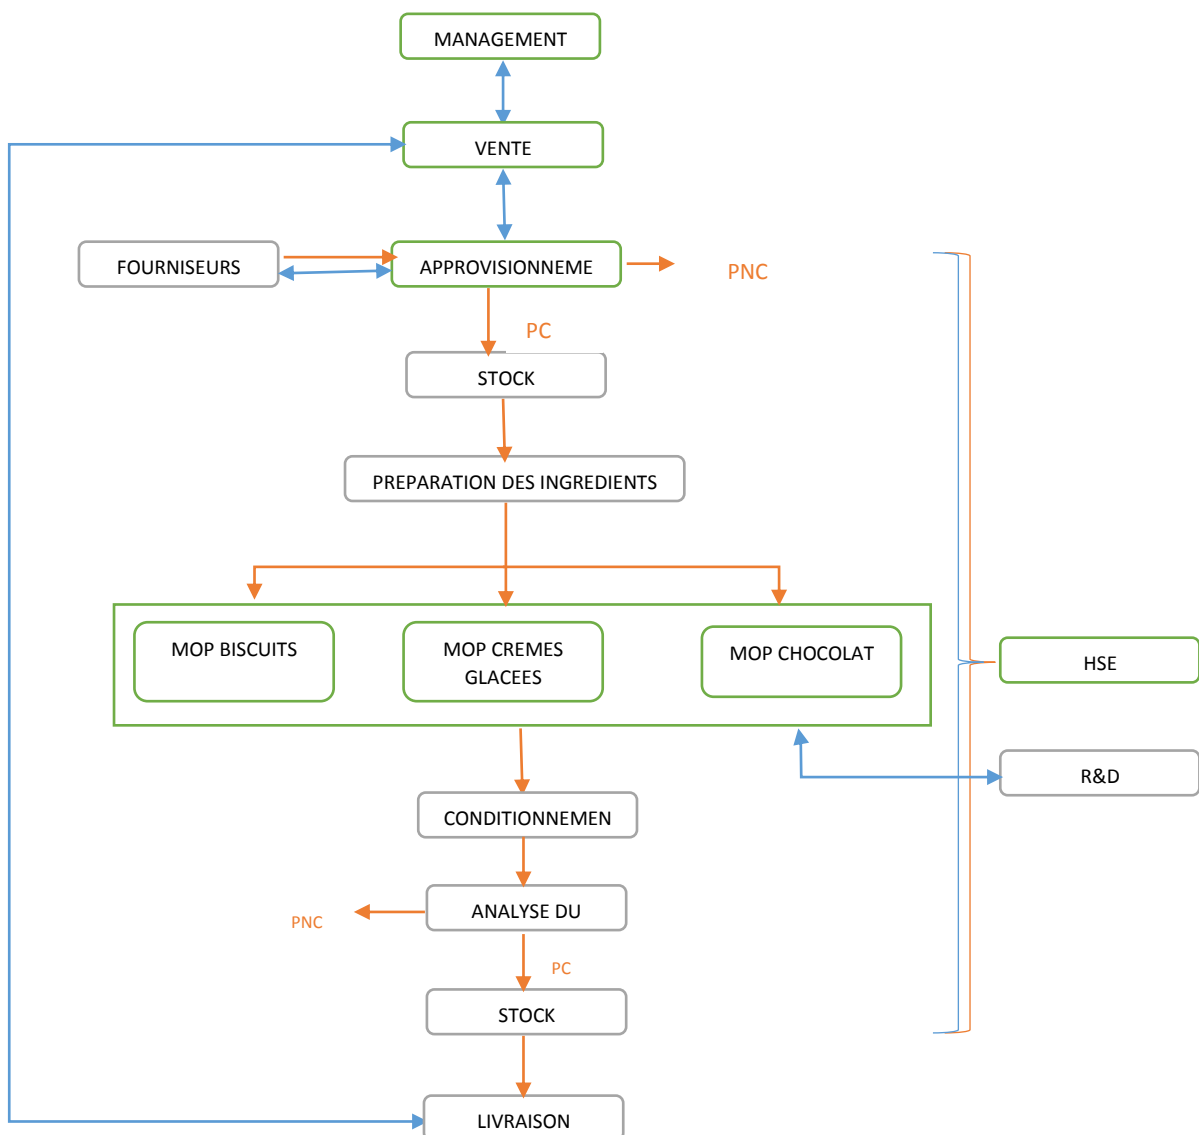 MANAGEMENT
VENTE
FOURNISEURS
APPROVISIONNEME
PNC
PC
STOCK
PREPARATION DES INGREDIENTS
MOP BISCUITS
MOP CREMES
GLACEES
MOP CHOCOLAT
HSE
R&D
CONDITIONNEMEN
ANALYSE DU
PNC
PC
STOCK
LIVRAISON